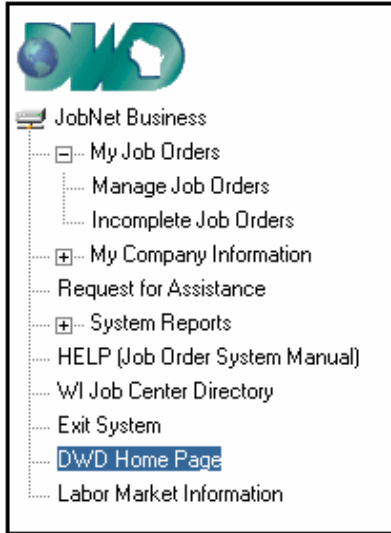 DWD
JobNet Business
My Job Orders
Manage Job Orders
Incomplete Job Orders
My Company Information
Request for Assistance
System Reports
HELP (Job Order System Manual)
WI Job Center Directory
Exit System
DWD Home Page
Labor Market Information